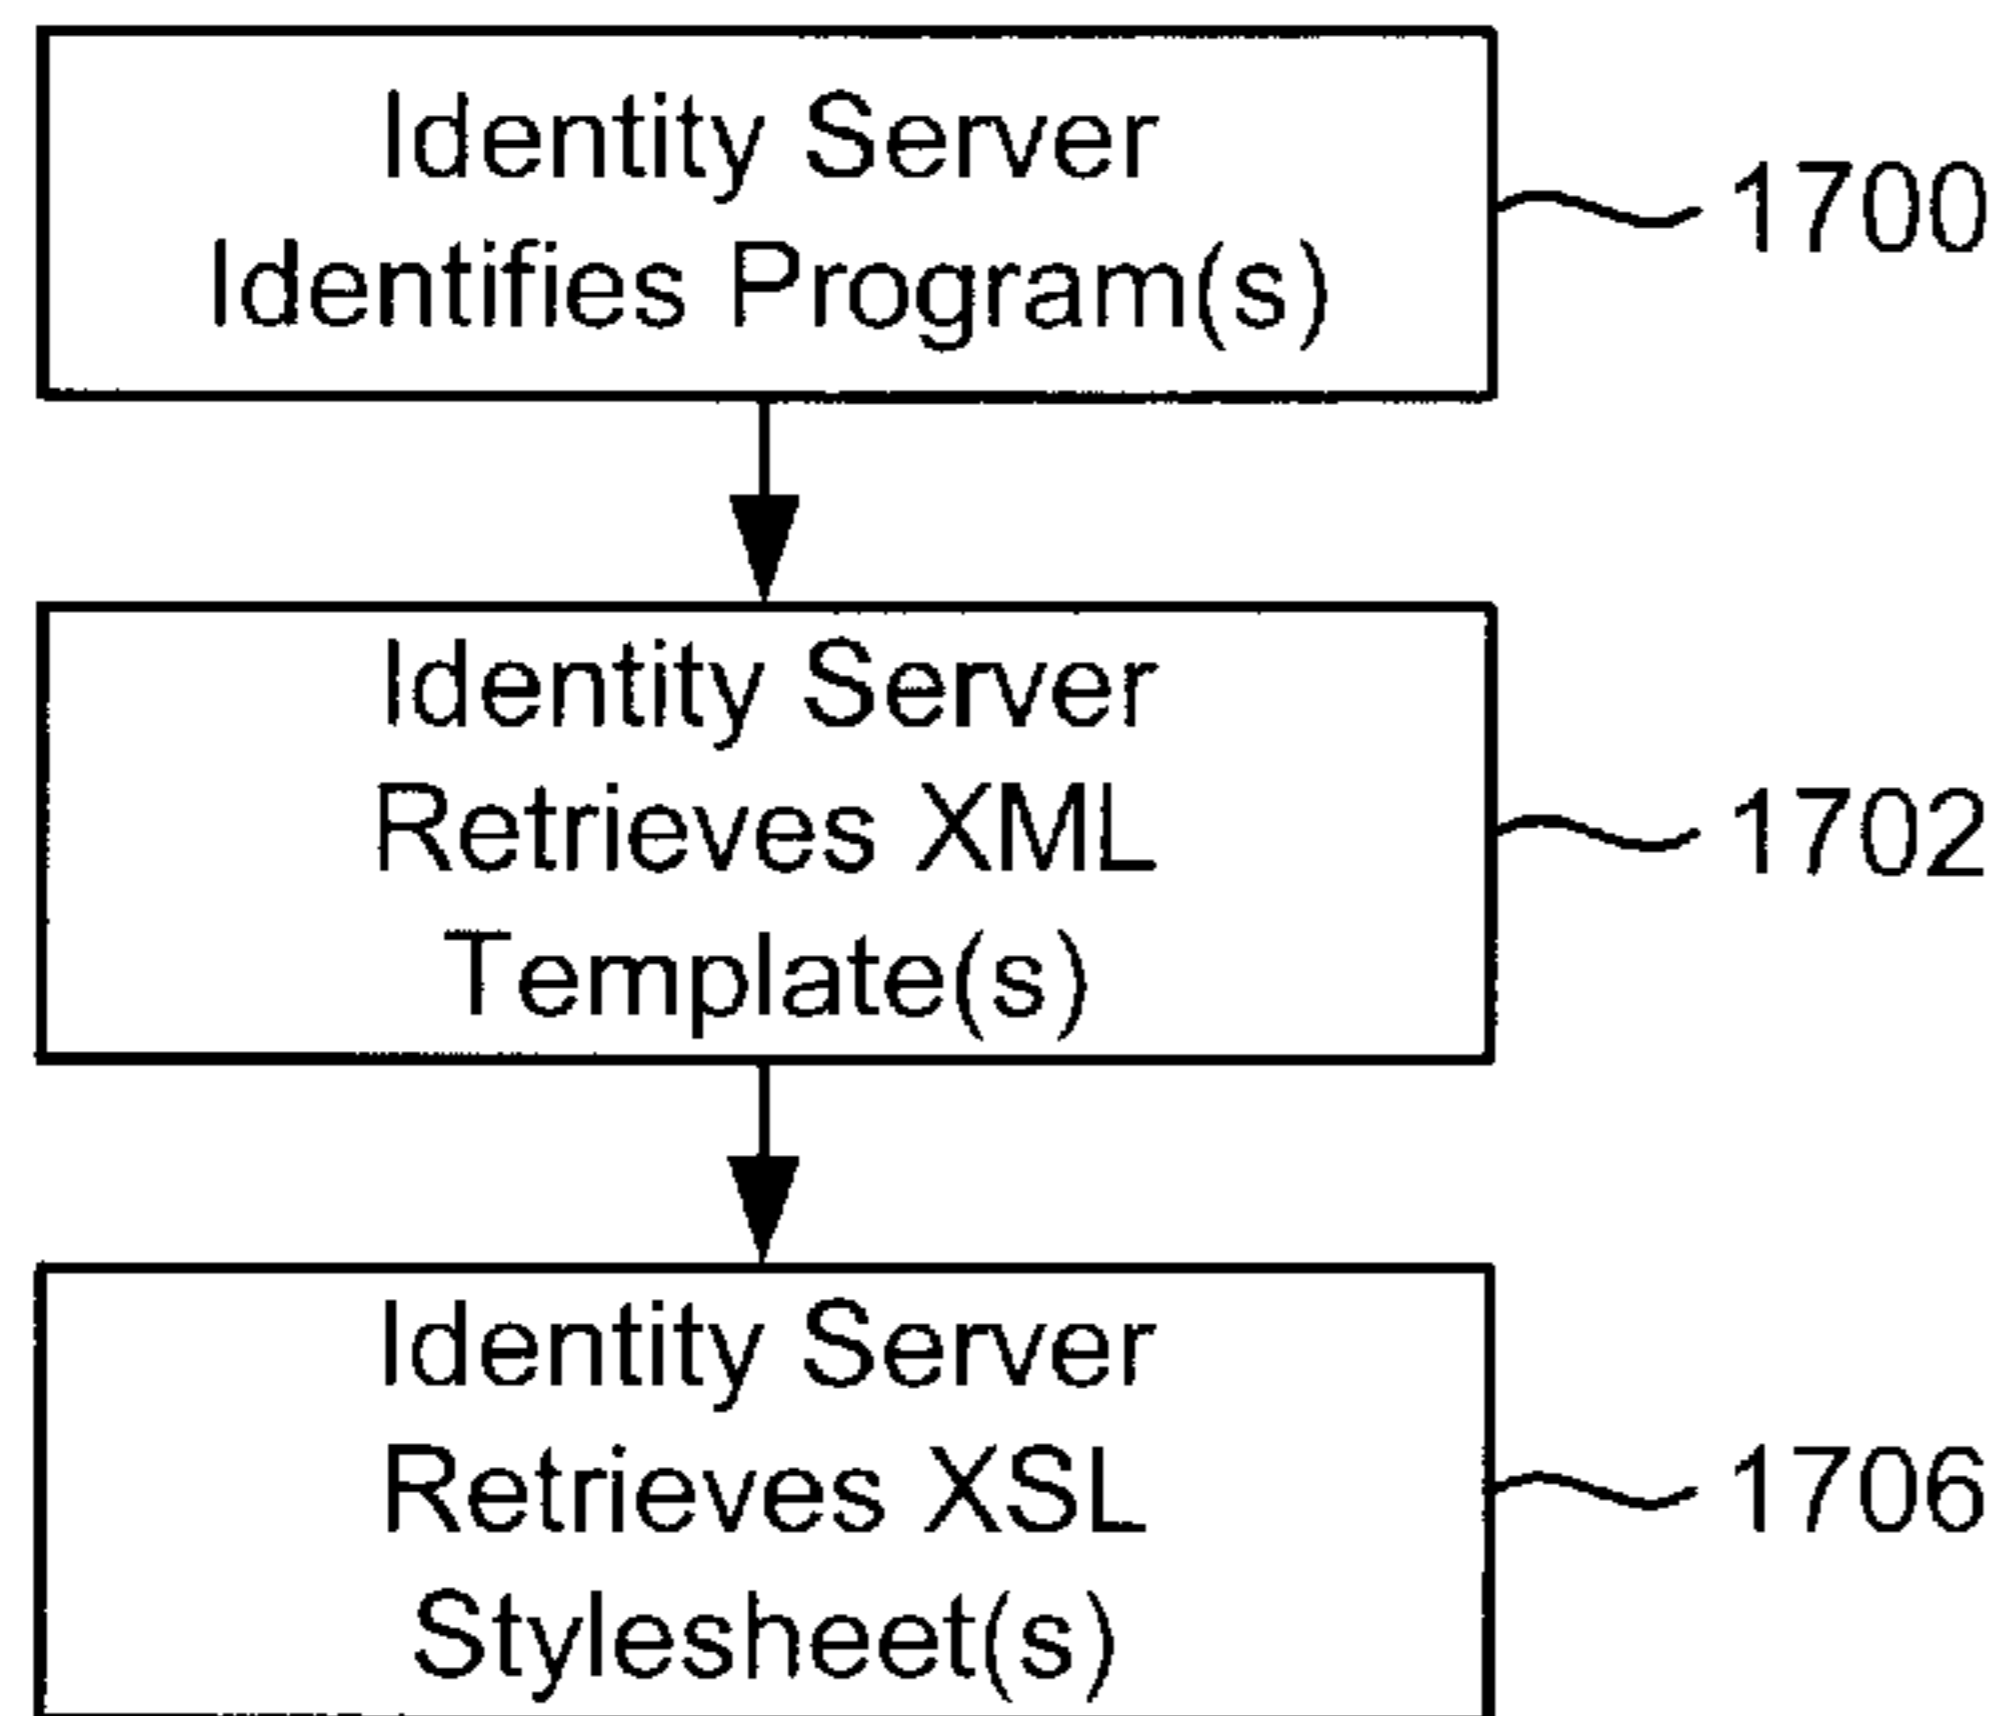 Identity Server
Identifies Program(s)
1700
Identity Server
Retrieves XML
Template(s)
1702
Identity Server
Retrieves XSL
Stylesheet(s)
1706